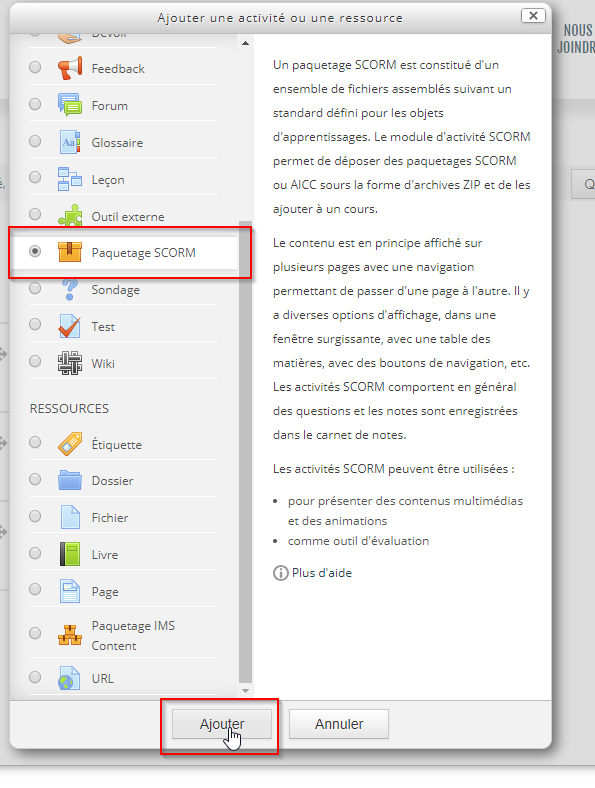 Ajouter une activité ou une ressource
NOUS
JOINDR
Devoir
Feedback
Forum
Glossaire
Leçon
Outil externe
Paquetage SCORM
Sondage
Test
Wiki
RESSOURCES
Étiquette
Dossier
Fichier
Livre
Page
Paquetage IMS
Content
URL
Un paquetage SCORM est constitué d'un
ensemble de fichiers assemblés suivant un
standard défini pour les objets
d'apprentissages. Le module d'activité SCORM
permet de déposer des paquetages SCORM
ou AICC sours la forme d'archives ZIP et de les
ajouter à un cours.
Le contenu est en principe affiché sur
plusieurs pages avec une navigation
permettant de passer d'une page à l'autre. Il y
a diverses options d'affichage, dans une
fenêtre surgissante, avec une table des
matières, avec des boutons de navigation, etc.
Les activités SCORM comportent en général
des questions et les notes sont enregistrées
dans le carnet de notes.
Les activités SCORM peuvent être utilisées :
• pour présenter des contenus multimédias
et des animations
• comme outil d'évaluation
Plus d'aide
Ajouter
Annuler